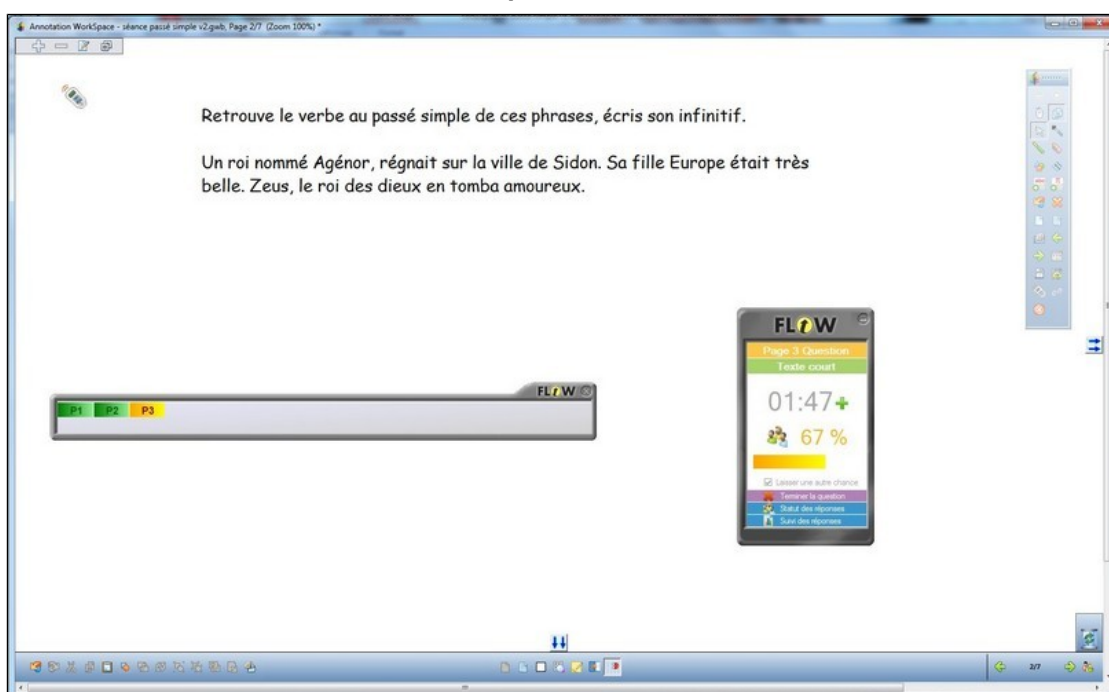 Annotation WorkSpace - séance passé simple v2.gwb, Page 2/7 (Zoom 100%) *
Retrouve le verbe au passé simple de ces phrases, écris son infinitif.
Un roi nommé Agénor, régnait sur la ville de Sidon. Sa fille Europe était très
belle. Zeus, le roi des dieux en tomba amoureux.
FLOW
Page 3 Question
Texte court
01:47
67 %
Laisser une autre chance
Terminer la question
Statut des réponses
Suivi des réponses
FLOW
P1 P2 P3
2/7